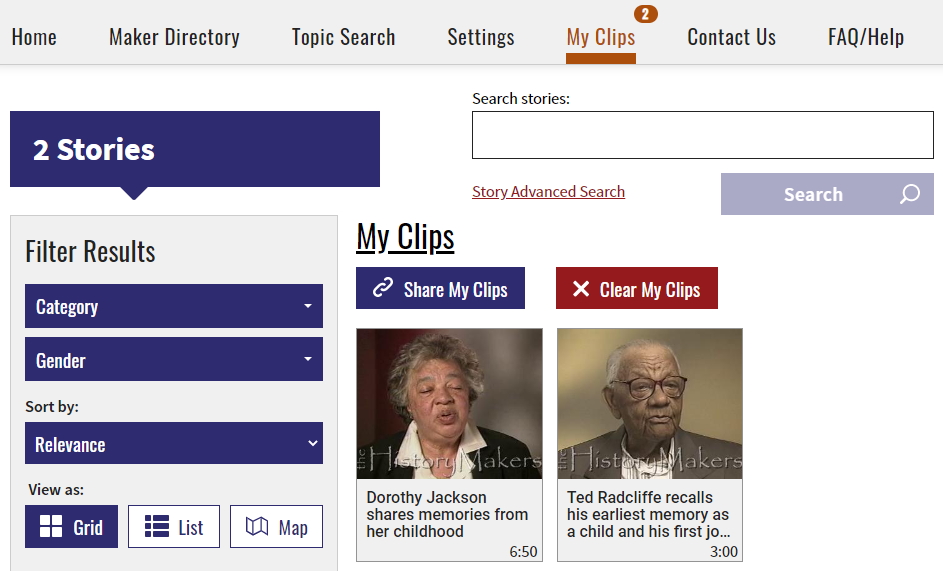 2
Home Maker Directory Topic Search Settings My Clips Contact Us FAQ/Help
Search stories:
2 Stories
Story Advanced Search
Search
Filter Results
My Clips
Share My Clips
Clear My Clips
Category
Gender
Sort by:
Relevance
View as:
Grid
List
Map
The HistoryMakers
The HistoryMakers
Dorothy Jackson
shares memories from
her childhood
6:50
Ted Radcliffe recalls
his earliest memory as
a child and his first jo...
3:00